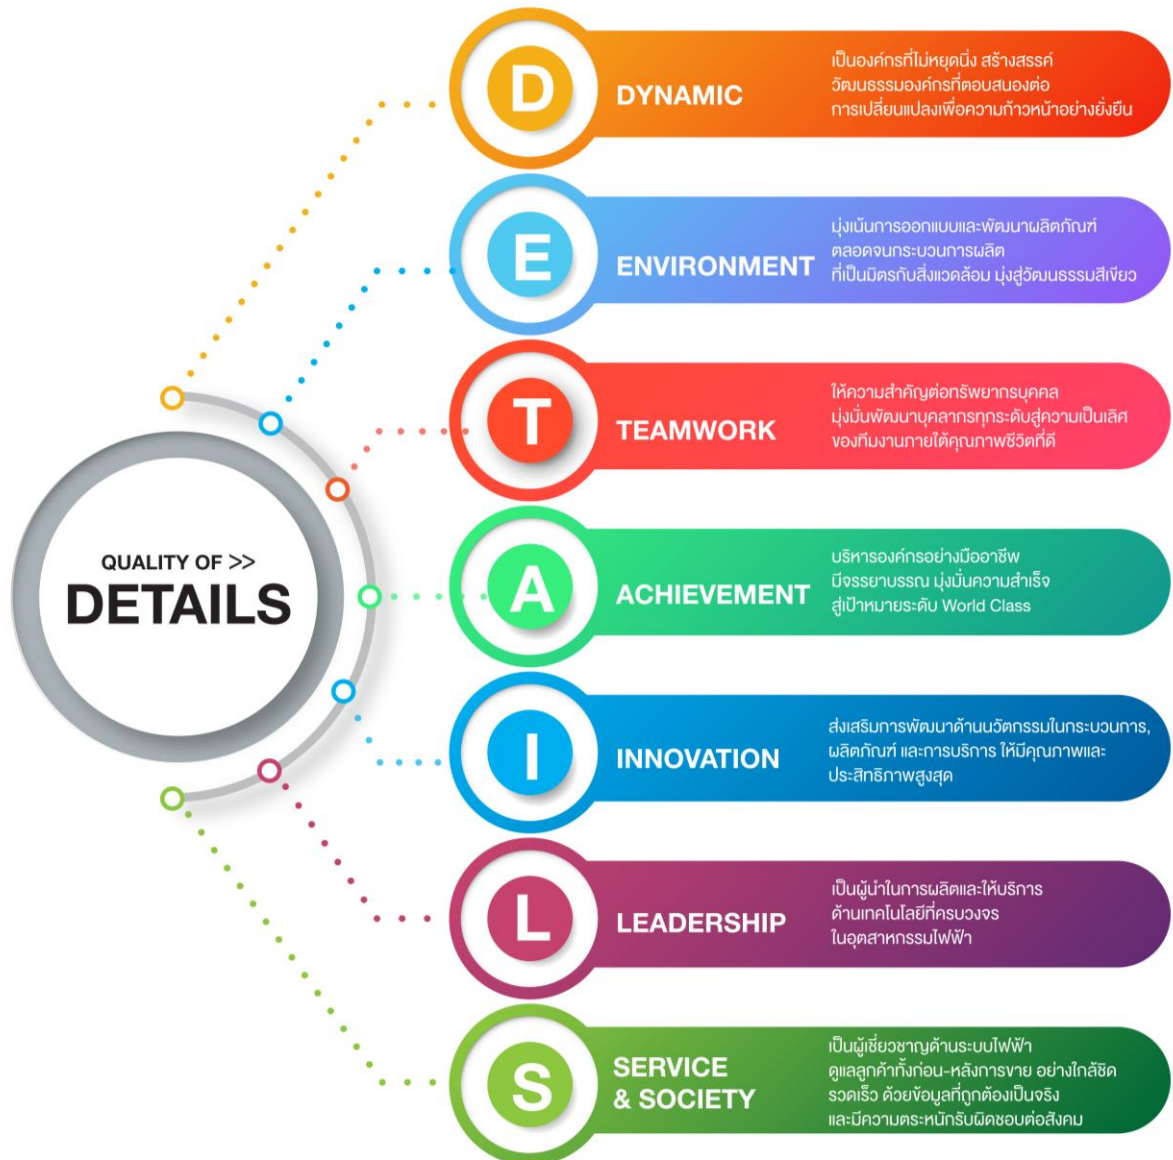 QUALITY OF >>
DETAILS
D
DYNAMIC
เป็นองค์กรที่ไม่หยุดนิ่ง สร้างสรรค์
วัฒนธรรมองค์กรที่ตอบสนองต่อ
การเปลี่ยนแปลงเพื่อความก้าวหน้าอย่างยั่งยืน
E
ENVIRONMENT
มุ่งเน้นการออกแบบและพัฒนาผลิตภัณฑ์
ตลอดจนกระบวนการผลิต
ที่เป็นมิตรกับสิ่งแวดล้อม มุ่งสู่วัฒนธรรมสีเขียว
T
TEAMWORK
ให้ความสำคัญต่อทรัพยากรบุคคล
มุ่งมั่นพัฒนาบุคลากรทุกระดับสู่ความเป็นเลิศ
ของทีมงานภายใต้คุณภาพชีวิตที่ดี
A
ACHIEVEMENT
บริหารองค์กรอย่างมืออาชีพ
มีจรรยาบรรณ มุ่งมั่นความสำเร็จ
สู่เป้าหมายระดับ World Class
I
INNOVATION
ส่งเสริมการพัฒนาด้านนวัตกรรมในกระบวนการ,
ผลิตภัณฑ์ และการบริการ ให้มีคุณภาพและ
ประสิทธิภาพสูงสุด
L
LEADERSHIP
เป็นผู้นำในการผลิตและให้บริการ
ด้านเทคโนโลยีที่ครบวงจร
ในอุตสาหกรรมไฟฟ้า
S
SERVICE
& SOCIETY
เป็นผู้เชี่ยวชาญด้านระบบไฟฟ้า
ดูแลลูกค้าทั้งก่อน-หลังการขาย อย่างใกล้ชิด
รวดเร็ว ด้วยข้อมูลที่ถูกต้องเป็นจริง
และมีความตระหนักรับผิดชอบต่อสังคม